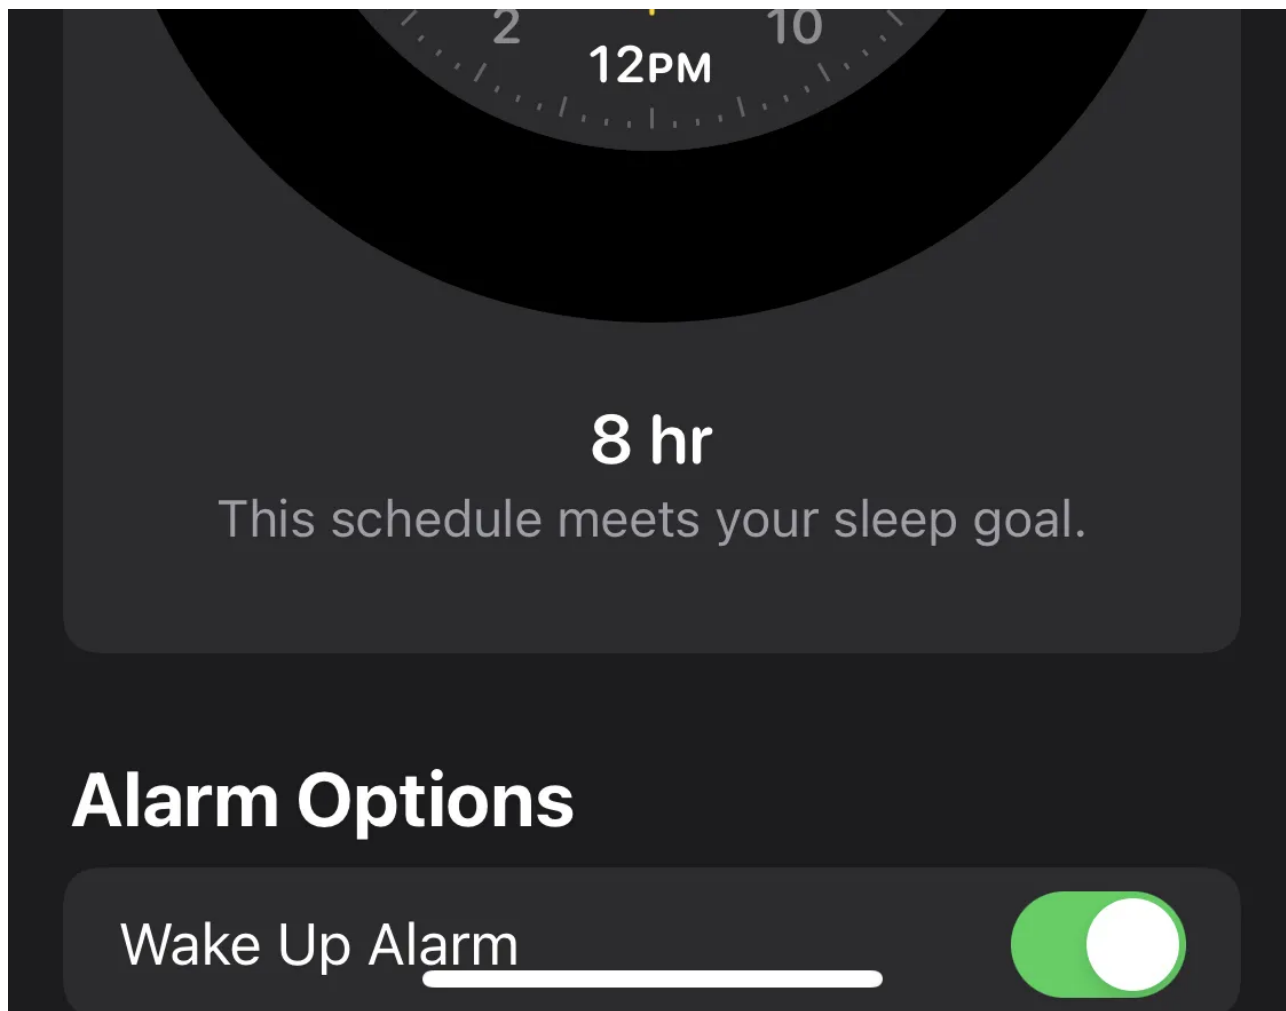 2 10
12PM
8 hr
This schedule meets your sleep goal.
Alarm Options
Wake Up Alarm